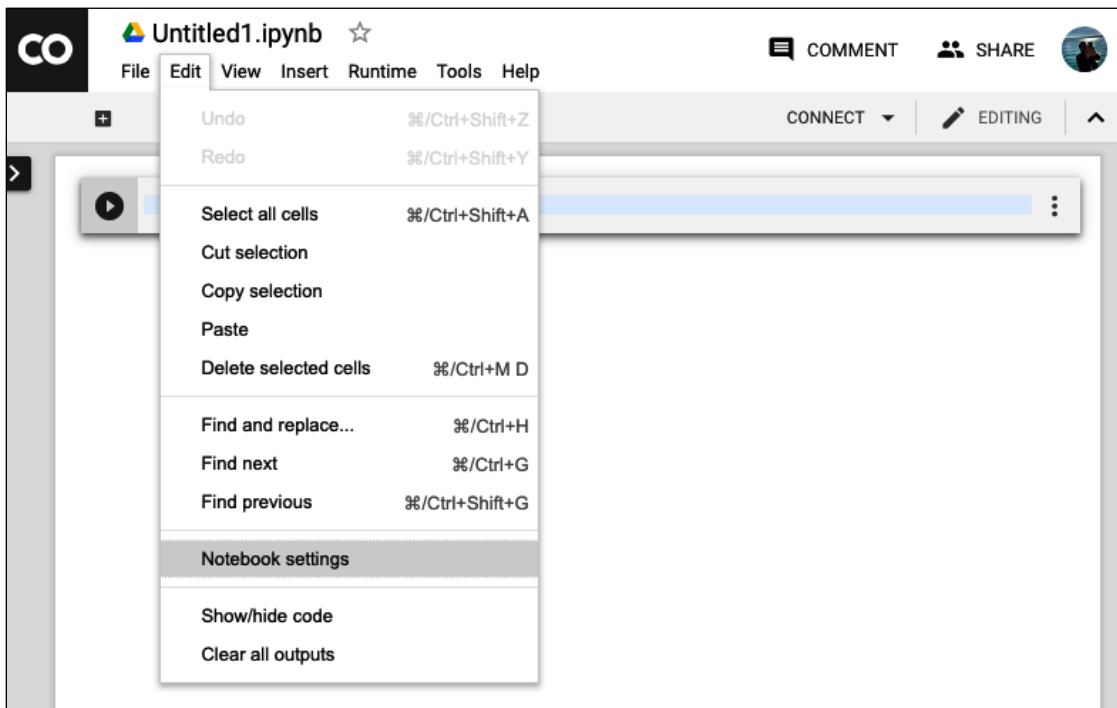 CO
Untitled1.ipynb
COMMENT
SHARE
File Edit View Insert Runtime Tools Help
CONNECT
EDITING
Undo ⌘/Ctrl+Shift+Z
Redo ⌘/Ctrl+Shift+Y
Select all cells ⌘/Ctrl+Shift+A
Cut selection
Copy selection
Paste
Delete selected cells ⌘/Ctrl+M D
Find and replace... ⌘/Ctrl+H
Find next ⌘/Ctrl+G
Find previous ⌘/Ctrl+Shift+G
Notebook settings
Show/hide code
Clear all outputs